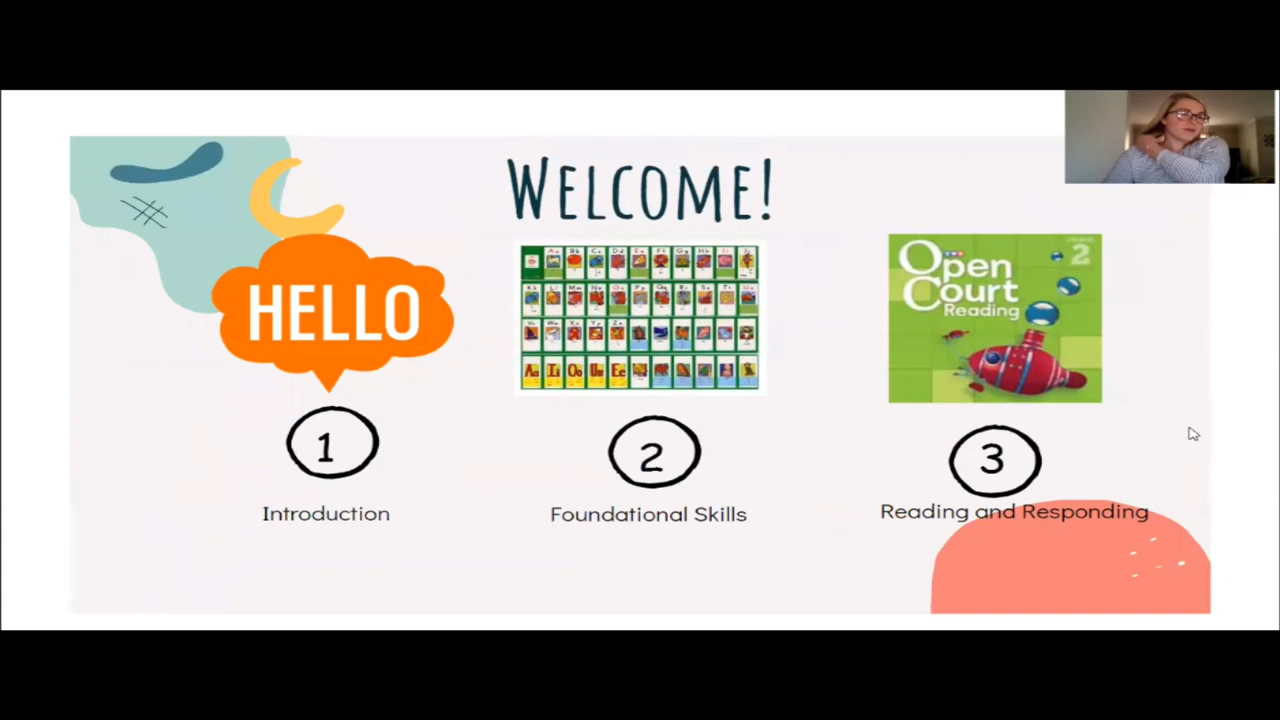 WELCOME!
HELLO
Open
Court
Reading
2
1
2
3
Introduction
Foundational Skills
Reading and Responding